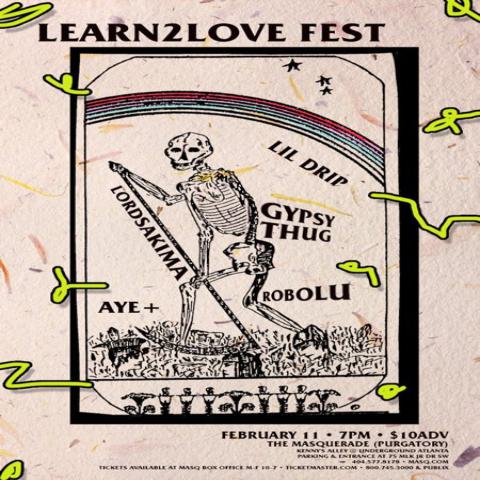 LEARN2LOVE FEST
LIL DRIP
LORDSAKIMA
GYPSY
THUG
AYE+
ROBOLU
FEBRUARY 11 • 7PM • $10ADV
THE MASQUERADE (PURGATORY)
KENNY'S ALLEY @ UNDERGROUND ATLANTA
PARKING & ENTRANCE AT 75 MLK JR DR SW
404.577.8178 • MASQ.COM
TICKETS AVAILABLE AT MASQ BOX OFFICE M-F 10-7 • TICKETMASTER.COM • 800.745.3000 & PUBLIX